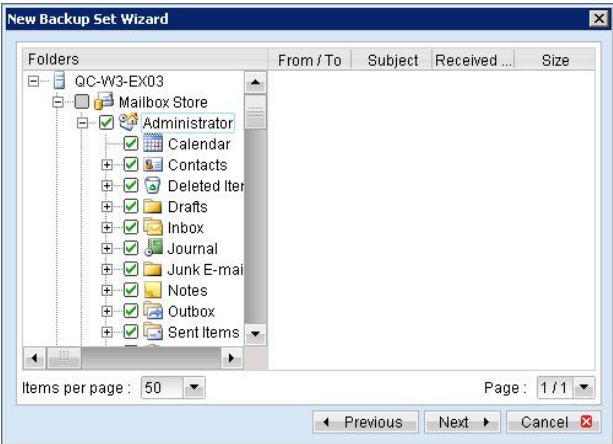 New Backup Set Wizard
Folders From / To Subject Received ... Size
QC-W3-EX03
Mailbox Store
Administrator
Calendar
Contacts
Deleted Iter
Drafts
Inbox
Journal
Junk E-mai
Notes
Outbox
Sent Items
Items per page : 50 Page : 1 / 1
Previous Next Cancel